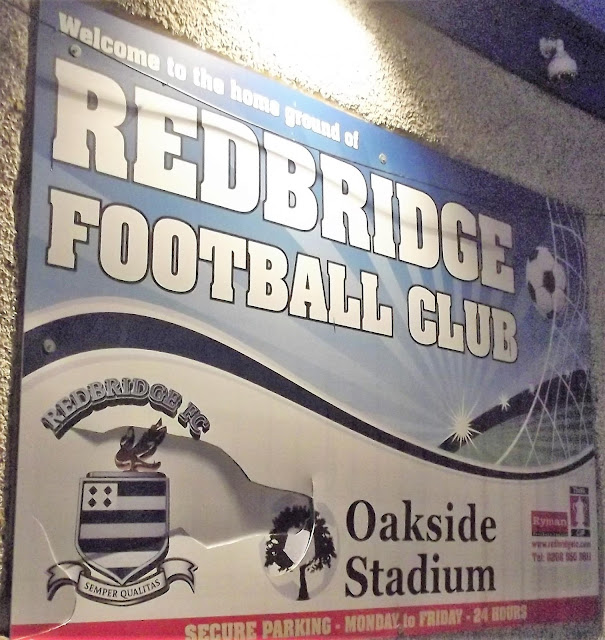 Welcome to the home ground of
REDBRIDGE
FOOTBALL CLUB
REDBRIDGE FC
SEMPER QUALITAS
Oakside
Stadium
Ryman
SECURE PARKING - MONDAY to FRIDAY - 24 HOURS